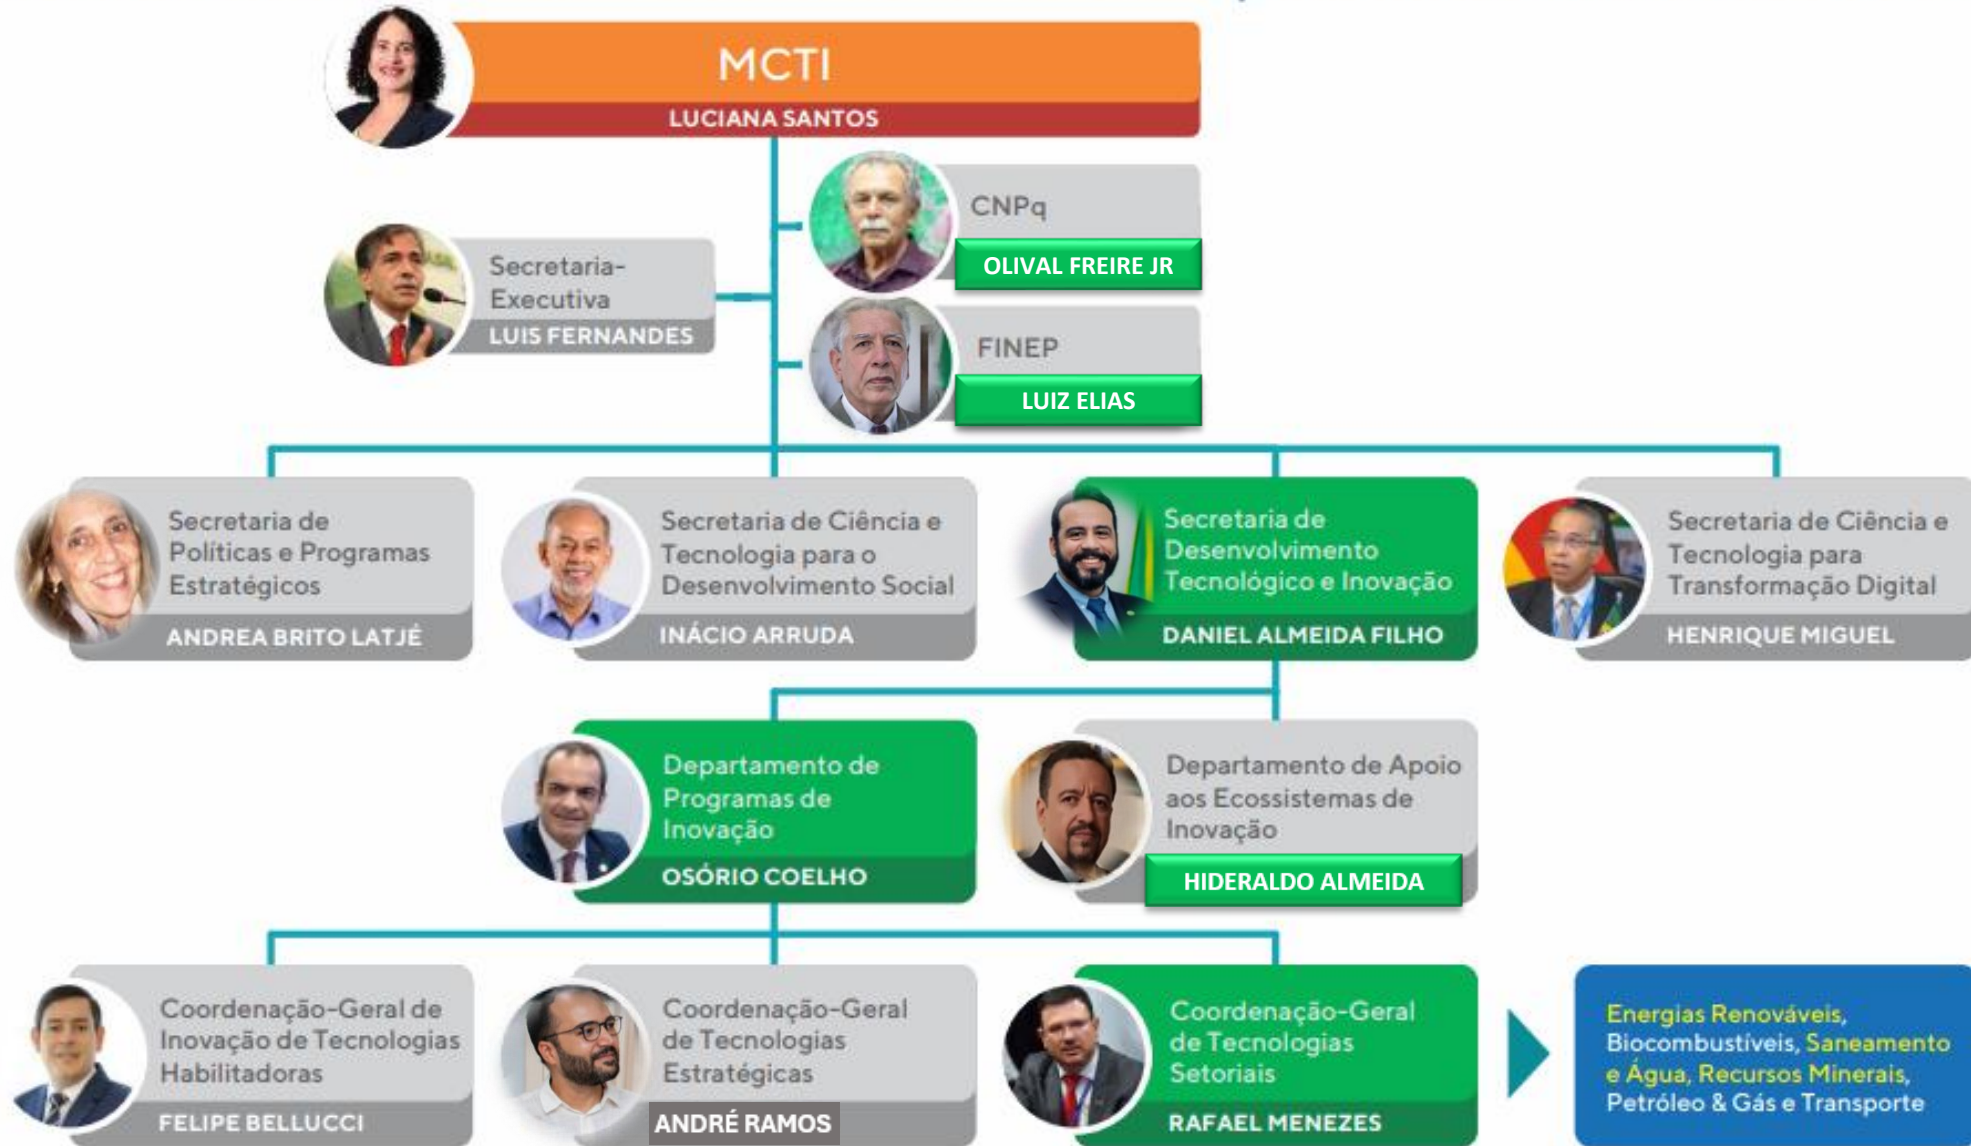 MCTI
LUCIANA SANTOS
CNPq
OLIVAL FREIRE JR
Secretaria-
Executiva
LUIS FERNANDES
FINEP
LUIZ ELIAS
Secretaria de
Políticas e Programas
Estratégicos
ANDREA BRITO LATJÉ
Secretaria de Ciência e
Tecnologia para o
Desenvolvimento Social
INÁCIO ARRUDA
Secretaria de
Desenvolvimento
Tecnológico e Inovação
DANIEL ALMEIDA FILHO
Secretaria de Ciência e
Tecnologia para
Transformação Digital
HENRIQUE MIGUEL
Departamento de
Programas de
Inovação
OSÓRIO COELHO
Departamento de Apoio
aos Ecossistemas de
Inovação
HIDERALDO ALMEIDA
Coordenação-Geral de
Inovação de Tecnologias
Habilitadoras
FELIPE BELLUCCI
Coordenação-Geral
de Tecnologias
Estratégicas
ANDRÉ RAMOS
Coordenação-Geral
de Tecnologias
Setoriais
RAFAEL MENEZES
Energias Renováveis,
Biocombustíveis, Saneamento
e Água, Recursos Minerais,
Petróleo & Gás e Transporte